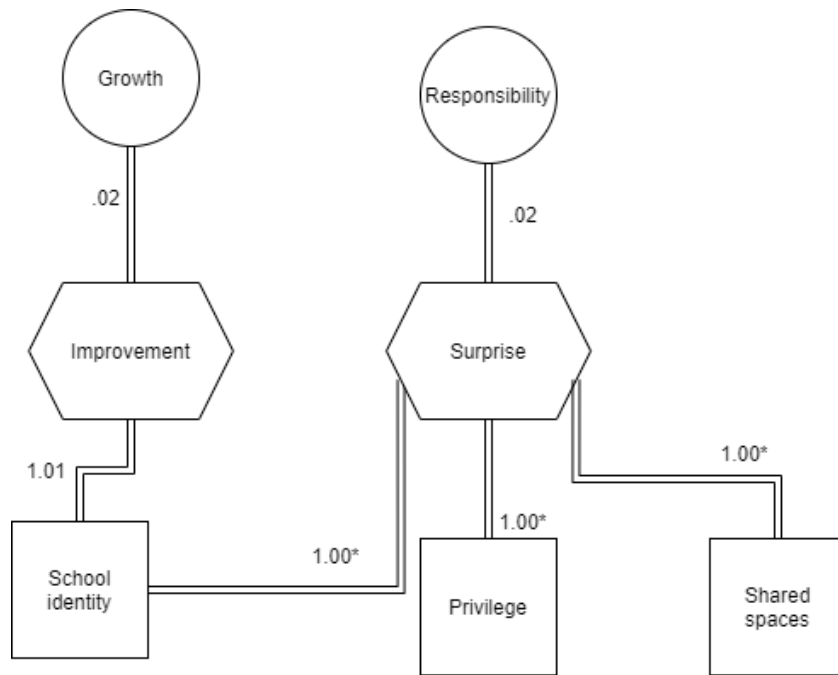 Growth
Responsibility
.02
.02
Improvement
Surprise
1.01
1.00*
1.00*
1.00*
School
identity
Privilege
Shared
spaces